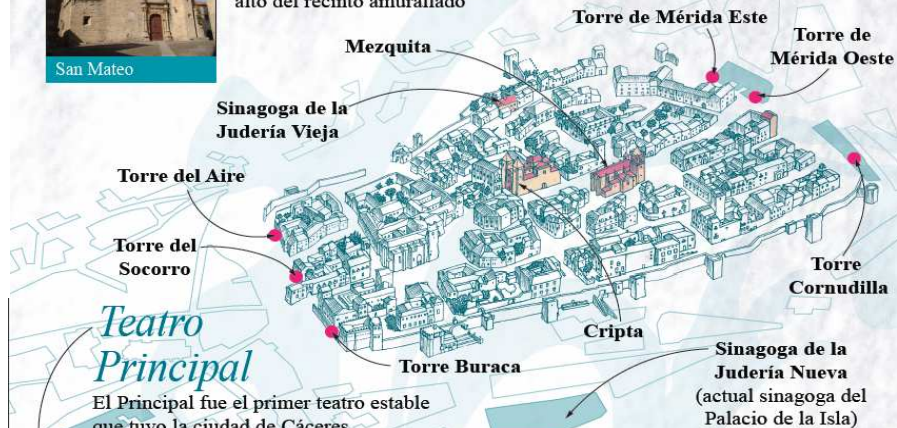 alto del recinto amurallado
San Mateo
Torre de Mérida Este
Torre de
Mérida Oeste
Mezquita
Sinagoga de la
Judería Vieja
Torre del Aire
Torre del
Socorro
Torre
Cornudilla
Cripta
Torre Buraca
Sinagoga de la
Judería Nueva
(actual sinagoga del
Palacio de la Isla)
Teatro
Principal
El Principal fue el primer teatro estable
que tuvo la ciudad de Cáceres